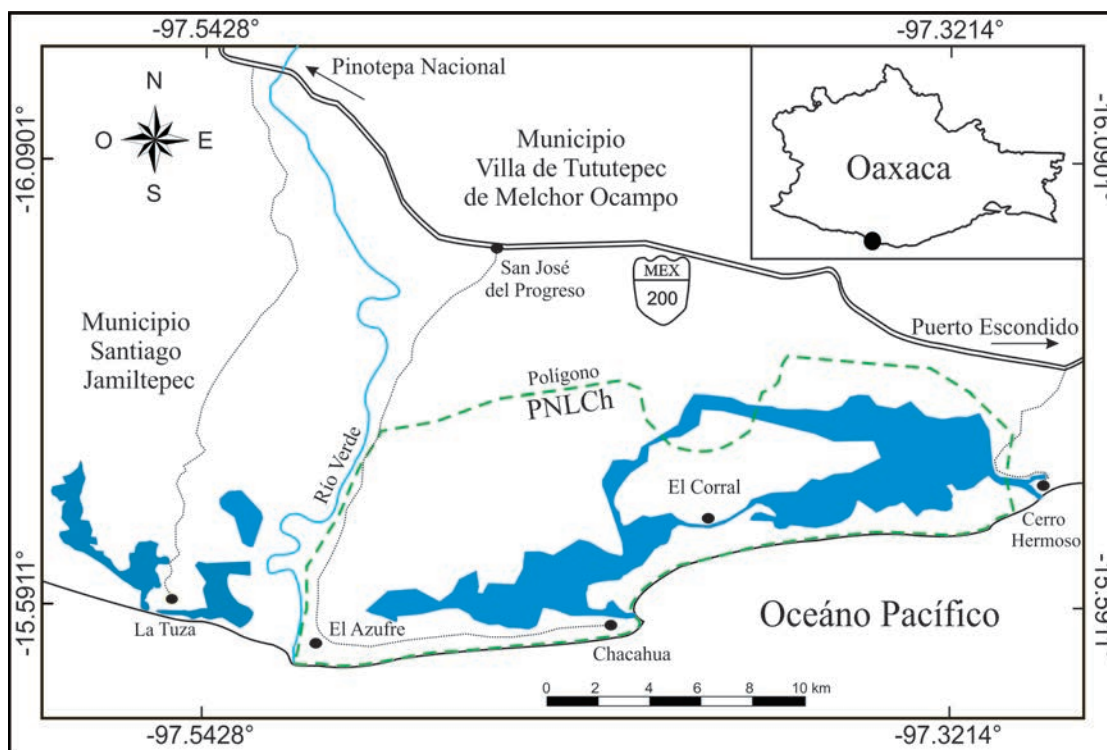 -97.5428°
-97.3214°
Pinotepa Nacional
N
O
E
S
-16.0901°
-16.0901°
Municipio
Villa de Tututepec
de Melchor Ocampo
Oaxaca
San José
del Progreso
MEX
200
Municipio
Santiago
Jamiltepec
Puerto Escondido
Polígono
PNLCh
Río Verde
El Corral
Cerro
Hermoso
-15.5911°
-15.5911°
La Tuza
El Azufre
Chacahua
Oceáno Pacífico
0 2 4 6 8 10 km
-97.5428°
-97.3214°